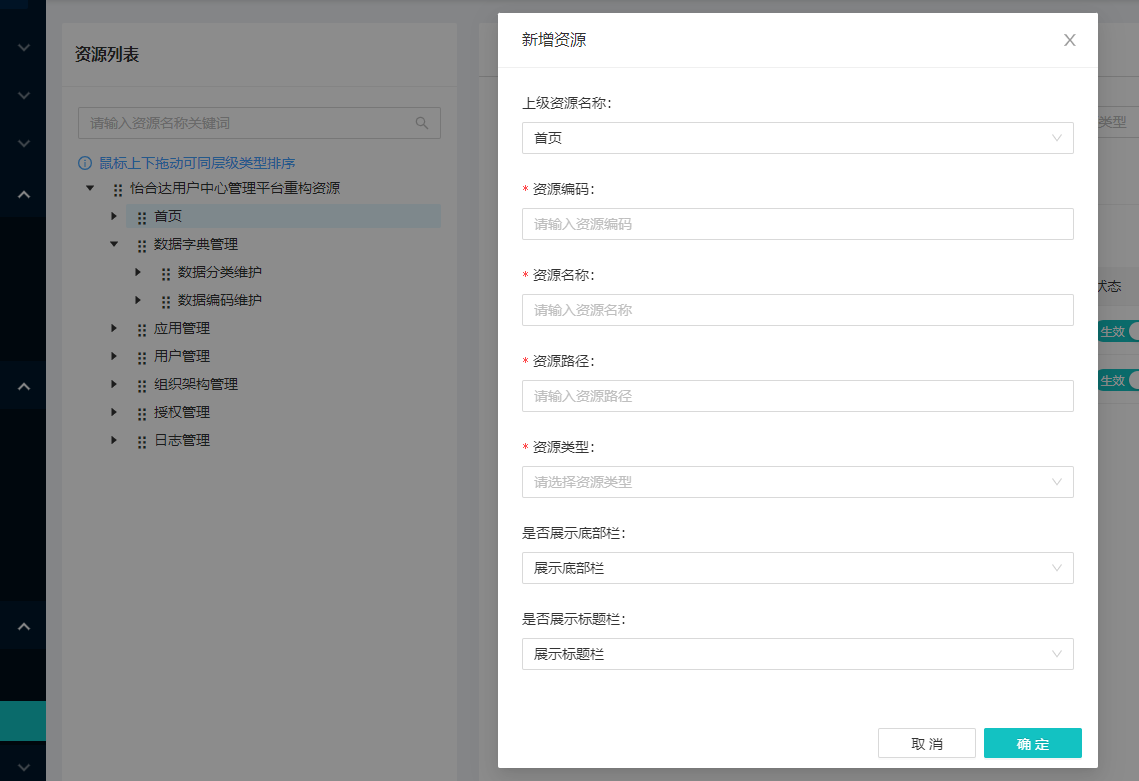 资源列表
请输入资源名称关键词
鼠标上下拖动可同层级类型排序
怡合达用户中心管理平台重构资源
首页
数据字典管理
数据分类维护
数据编码维护
应用管理
用户管理
组织架构管理
授权管理
日志管理
新增资源
上级资源名称:
首页
* 资源编码:
请输入资源编码
* 资源名称:
请输入资源名称
* 资源路径:
请输入资源路径
* 资源类型:
请选择资源类型
是否展示底部栏:
展示底部栏
是否展示标题栏:
展示标题栏
取 消
确 定
类型
状态
生效
生效